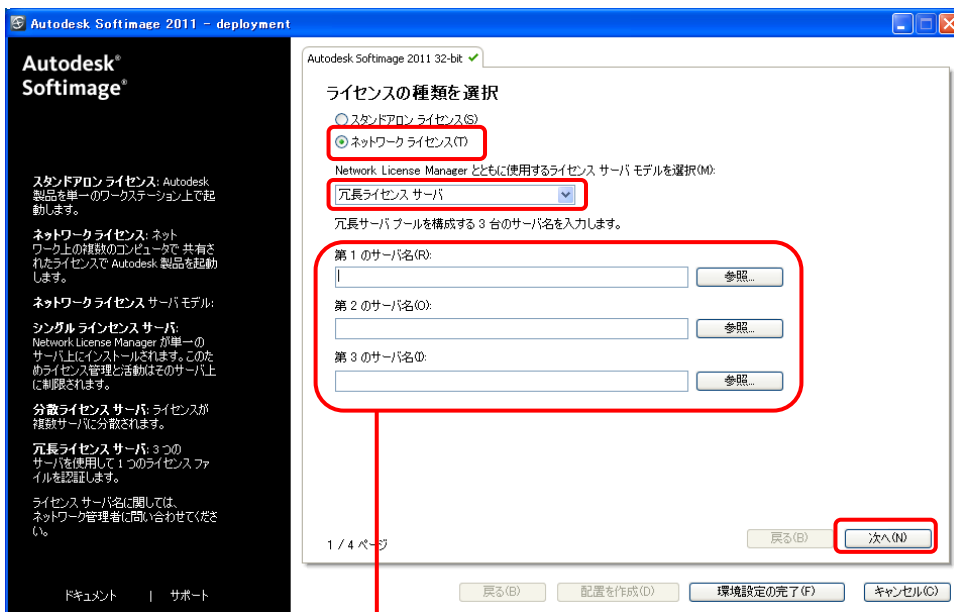 Autodesk Softimage 2011 - deployment
Autodesk®
Softimage®
スタンドアロン ライセンス: Autodesk
製品を単一のワークステーション上で起
動します。
ネットワーク ライセンス: ネット
ワーク上の複数のコンピュータで 共有さ
れたライセンスで Autodesk 製品を起動
します。
ネットワーク ライセンス サーバ モデル:
シングル ラインセンス サーバ:
Network License Manager が単一の
サーバ上にインストールされます。このた
めライセンス管理と活動はそのサーバ上
に制限されます。
分散ライセンス サーバ: ライセンスが
複数サーバに分散されます。
冗長ライセンス サーバ: 3 つの
サーバを使用して 1 つのライセンス ファ
イルを認証します。
ライセンス サーバ名に関しては、
ネットワーク管理者に問い合わせてくださ
い。
ドキュメント | サポート
Autodesk Softimage 2011 32-bit
ライセンスの種類を選択
スタンドアロン ライセンス(S)
ネットワーク ライセンス(T)
Network License Manager とともに使用するライセンス サーバ モデルを選択(M):
冗長ライセンス サーバ
冗長サーバ プールを構成する 3 台のサーバ名を入力します。
第 1 のサーバ名(R):
参照...
第 2 のサーバ名(O):
参照...
第 3 のサーバ名(I):
参照...
1 / 4 ページ
戻る(B)
次へ(N)
戻る(B)
配置を作成(D)
環境設定の完了(F)
キャンセル(C)